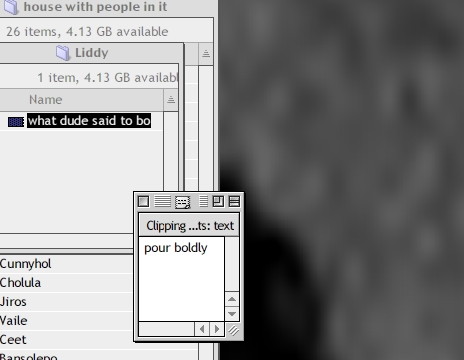 house with people in it
26 items, 4.13 GB available
Liddy
1 item, 4.13 GB availabl
Name
what dude said to bo
Clipping ...ts: text
pour boldly
Cunnyhol
Cholula
Jiros
Vaile
Ceet
Bansolepo